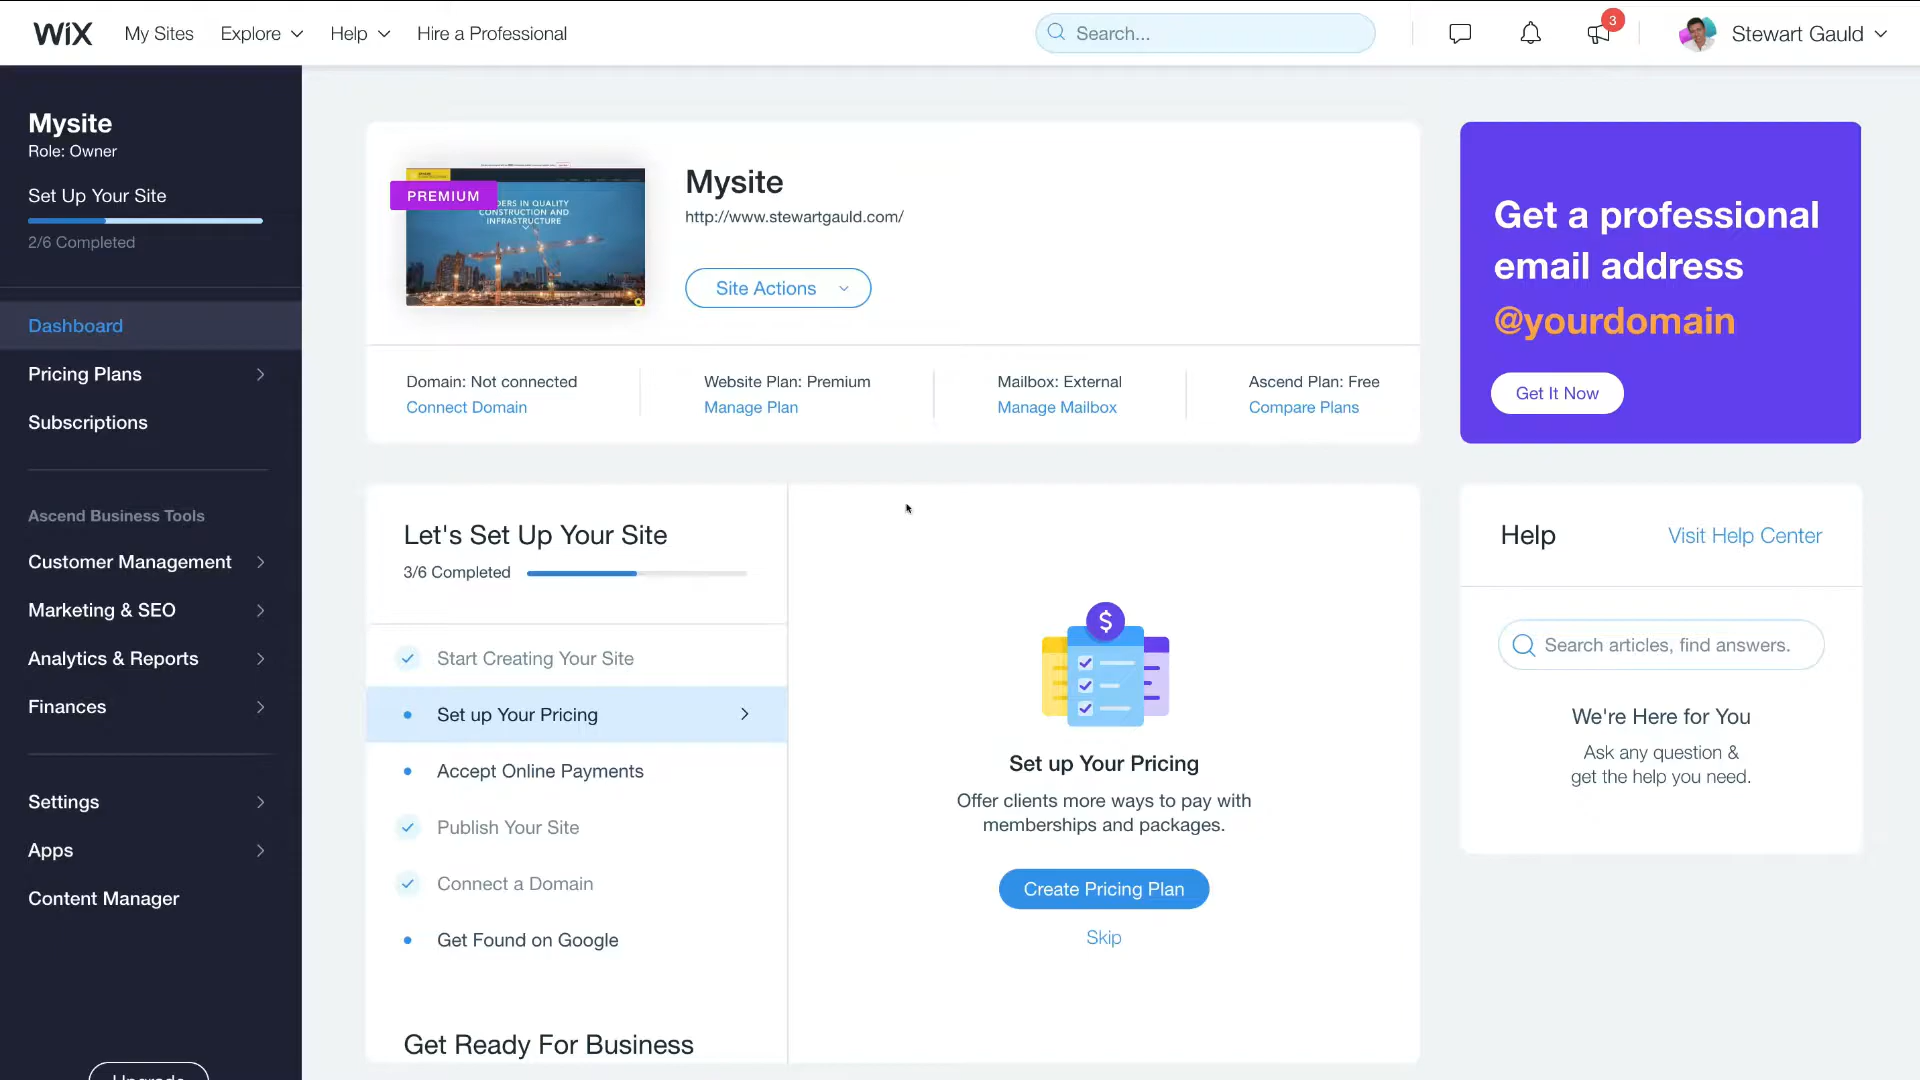 WiX
My Sites
Explore
Help
Hire a Professional
Search...
3
Stewart Gauld
Mysite
Role: Owner
Set Up Your Site
2/6 Completed
Dashboard
Pricing Plans
Subscriptions
Ascend Business Tools
Customer Management
Marketing & SEO
Analytics & Reports
Finances
Settings
Apps
Content Manager
PREMIUM
DERS IN QUALITY
CONSTRUCTION AND
INFRASTRUCTURE
Mysite
http://www.stewartgauld.com/
Site Actions
Domain: Not connected
Connect Domain
Website Plan: Premium
Manage Plan
Mailbox: External
Manage Mailbox
Ascend Plan: Free
Compare Plans
Get a professional
email address
@yourdomain
Get It Now
Let's Set Up Your Site
3/6 Completed
Start Creating Your Site
Set up Your Pricing
Accept Online Payments
Publish Your Site
Connect a Domain
Get Found on Google
Get Ready For Business
$
Set up Your Pricing
Offer clients more ways to pay with
memberships and packages.
Create Pricing Plan
Skip
Help
Visit Help Center
Search articles, find answers.
We're Here for You
Ask any question &
get the help you need.